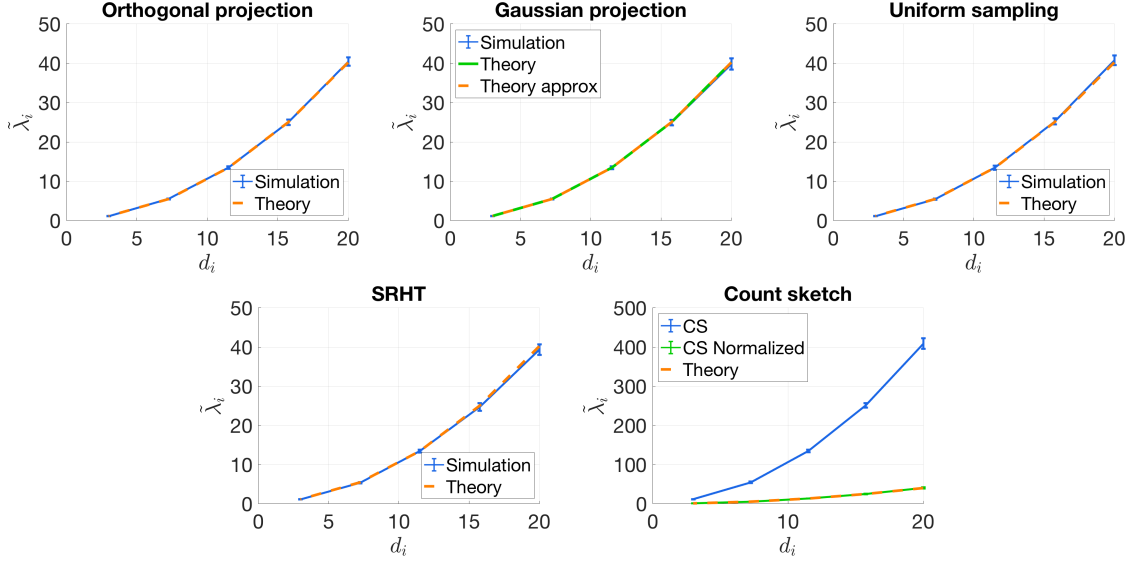 Orthogonal projection
50
40
30
20
10
0
λ̃ᵢ
0 5 10 15 20
dᵢ
Simulation
Theory
Gaussian projection
50
40
30
20
10
0
λ̃ᵢ
0 5 10 15 20
dᵢ
Simulation
Theory
Theory approx
Uniform sampling
50
40
30
20
10
0
λ̃ᵢ
0 5 10 15 20
dᵢ
Simulation
Theory
SRHT
50
40
30
20
10
0
λ̃ᵢ
0 5 10 15 20
dᵢ
Simulation
Theory
Count sketch
500
400
300
200
100
0
λ̃ᵢ
0 10 20
dᵢ
CS
CS Normalized
Theory